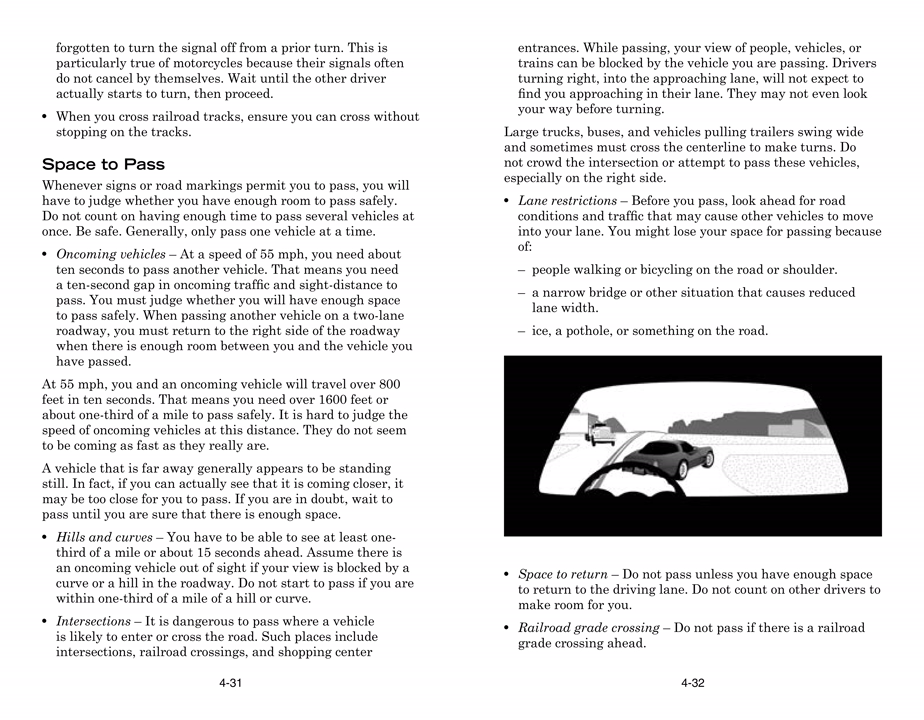 forgotten to turn the signal off from a prior turn. This is
particularly true of motorcycles because their signals often
do not cancel by themselves. Wait until the other driver
actually starts to turn, then proceed.
• When you cross railroad tracks, ensure you can cross without
stopping on the tracks.
Space to Pass
Whenever signs or road markings permit you to pass, you will
have to judge whether you have enough room to pass safely.
Do not count on having enough time to pass several vehicles at
once. Be safe. Generally, only pass one vehicle at a time.
• Oncoming vehicles – At a speed of 55 mph, you need about
ten seconds to pass another vehicle. That means you need
a ten-second gap in oncoming traffic and sight-distance to
pass. You must judge whether you will have enough space
to pass safely. When passing another vehicle on a two-lane
roadway, you must return to the right side of the roadway
when there is enough room between you and the vehicle you
have passed.
At 55 mph, you and an oncoming vehicle will travel over 800
feet in ten seconds. That means you need over 1600 feet or
about one-third of a mile to pass safely. It is hard to judge the
speed of oncoming vehicles at this distance. They do not seem
to be coming as fast as they really are.
A vehicle that is far away generally appears to be standing
still. In fact, if you can actually see that it is coming closer, it
may be too close for you to pass. If you are in doubt, wait to
pass until you are sure that there is enough space.
• Hills and curves – You have to be able to see at least one-
third of a mile or about 15 seconds ahead. Assume there is
an oncoming vehicle out of sight if your view is blocked by a
curve or a hill in the roadway. Do not start to pass if you are
within one-third of a mile of a hill or curve.
• Intersections – It is dangerous to pass where a vehicle
is likely to enter or cross the road. Such places include
intersections, railroad crossings, and shopping center
4-31
entrances. While passing, your view of people, vehicles, or
trains can be blocked by the vehicle you are passing. Drivers
turning right, into the approaching lane, will not expect to
find you approaching in their lane. They may not even look
your way before turning.
Large trucks, buses, and vehicles pulling trailers swing wide
and sometimes must cross the centerline to make turns. Do
not crowd the intersection or attempt to pass these vehicles,
especially on the right side.
• Lane restrictions – Before you pass, look ahead for road
conditions and traffic that may cause other vehicles to move
into your lane. You might lose your space for passing because
of:
– people walking or bicycling on the road or shoulder.
– a narrow bridge or other situation that causes reduced
lane width.
– ice, a pothole, or something on the road.
• Space to return – Do not pass unless you have enough space
to return to the driving lane. Do not count on other drivers to
make room for you.
• Railroad grade crossing – Do not pass if there is a railroad
grade crossing ahead.
4-32